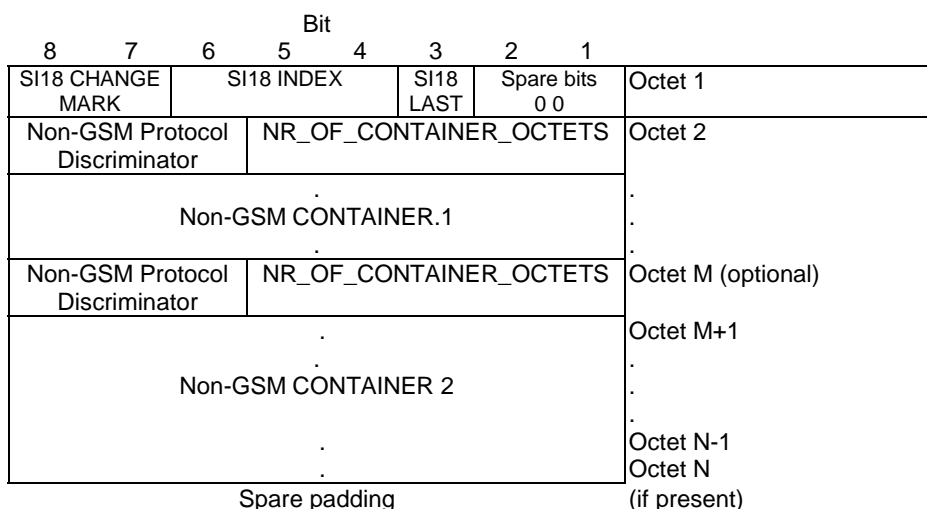 Bit
8 7 6 5 4 3 2 1
SI18 CHANGE MARK SI18 INDEX SI18 LAST Spare bits 0 0 Octet 1
Non-GSM Protocol Discriminator NR_OF_CONTAINER_OCTETS Octet 2
. .
Non-GSM CONTAINER.1 .
. .
Non-GSM Protocol Discriminator NR_OF_CONTAINER_OCTETS Octet M (optional)
. Octet M+1
. .
Non-GSM CONTAINER 2 .
.
. Octet N-1
. Octet N
Spare padding (if present)